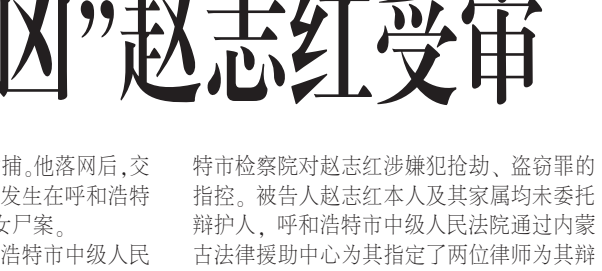 凶”赵志红受审
捕。他落网后,交
发生在呼和浩特
女尸案。
浩特市中级人民
特市检察院对赵志红涉嫌犯抢劫、盗窃罪的
指控。被告人赵志红本人及其家属均未委托
辩护人，呼和浩特市中级人民法院通过内蒙
古法律援助中心为其指定了两位律师为其辩